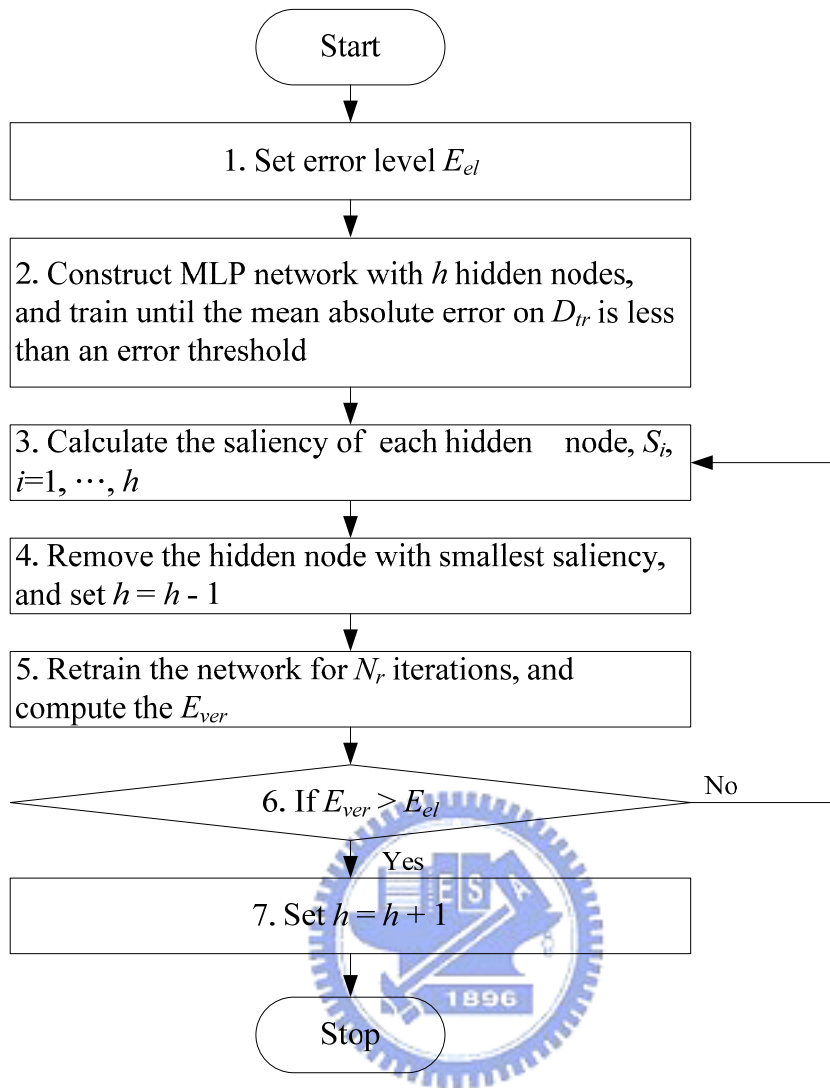 Start
1. Set error level E_el
2. Construct MLP network with h hidden nodes,
and train until the mean absolute error on D_tr is less
than an error threshold
3. Calculate the saliency of each hidden node, S_i,
i=1, ⋯, h
4. Remove the hidden node with smallest saliency,
and set h = h - 1
5. Retrain the network for N_r iterations, and
compute the E_ver
6. If E_ver > E_el
No
Yes
7. Set h = h + 1
E S
A
1896
Stop